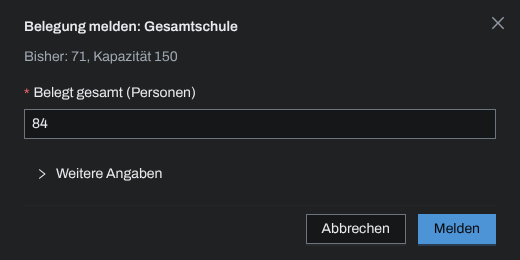 Belegung melden: Gesamtschule
Bisher: 71, Kapazität 150
* Belegt gesamt (Personen)
84
Weitere Angaben
Abbrechen
Melden